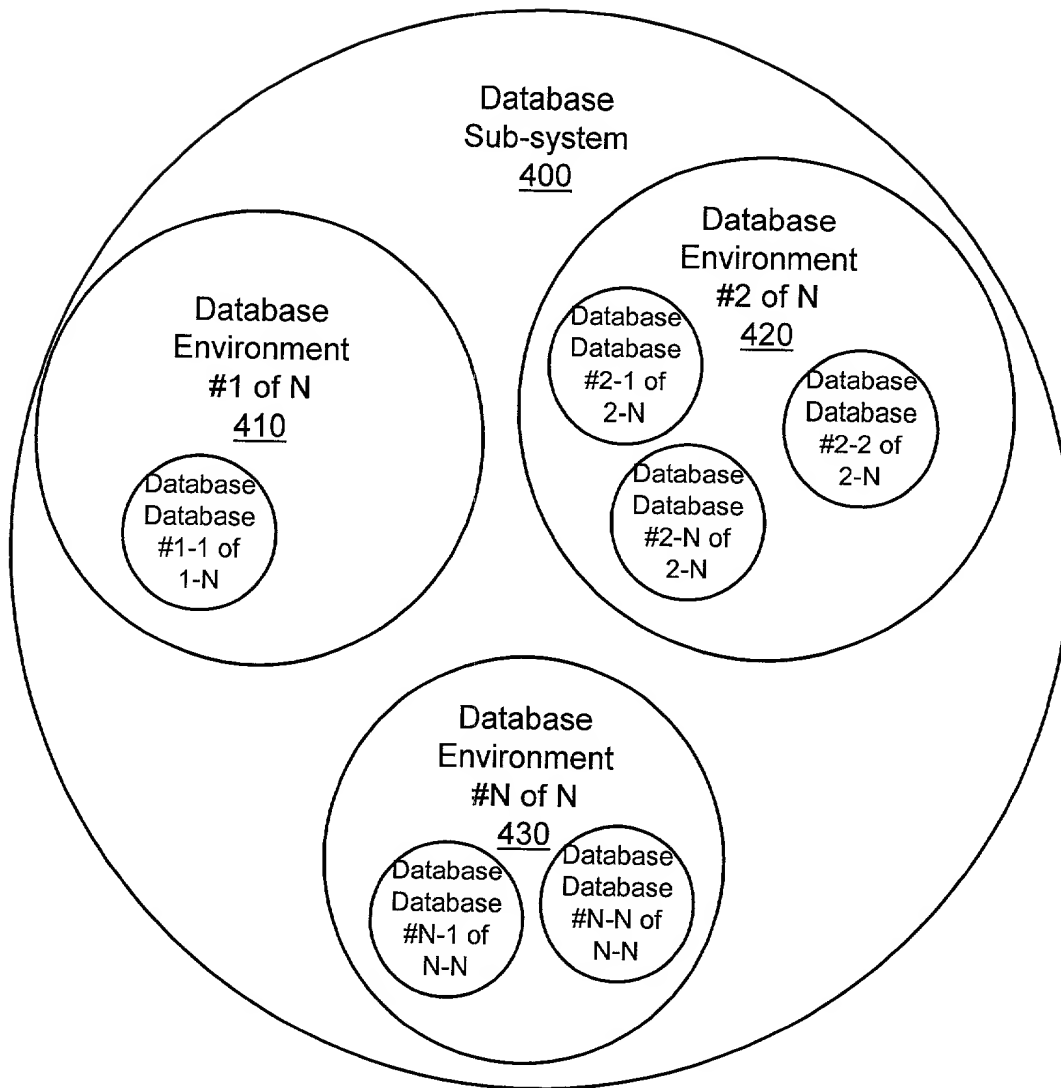 Database
Sub-system
400
Database
Environment
#1 of N
410
Database
Database
#1-1 of
1-N
Database
Environment
#2 of N
420
Database
Database
#2-1 of
2-N
Database
Database
#2-2 of
2-N
Database
Database
#2-N of
2-N
Database
Environment
#N of N
430
Database
Database
#N-1 of
N-N
Database
Database
#N-N of
N-N